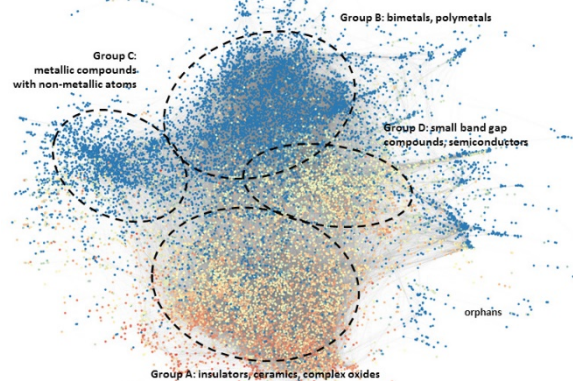 Group B: bimetals, polymetals
Group C:
metallic compounds
with non-metallic atoms
Group D: small band gap
compounds, semiconductors
orphans
Group A: insulators, ceramics, complex oxides